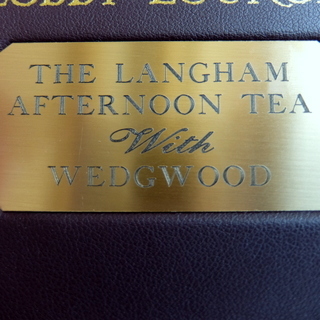 THE LANGHAM
AFTERNOON TEA
With
WEDGWOOD